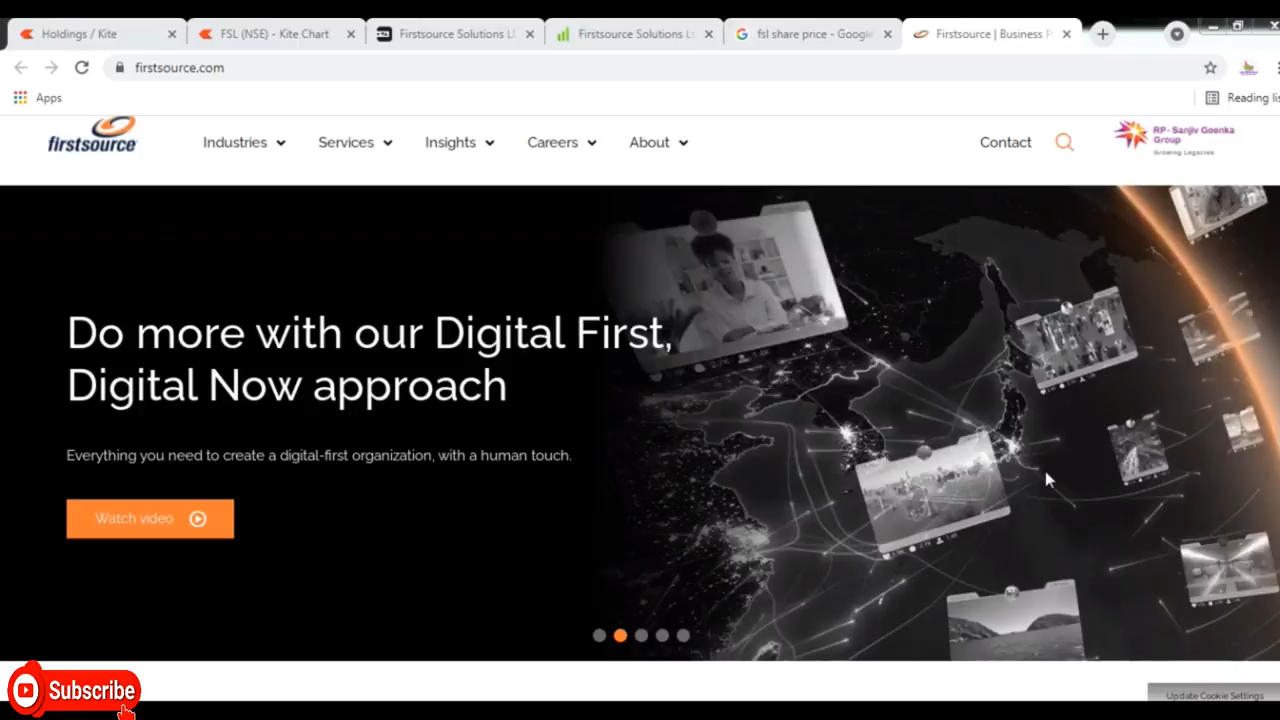 Holdings / Kite
FSL (NSE) - Kite Chart
Firstsource Solutions LT
Firstsource Solutions Ls
fsl share price - Google
Firstsource | Business P
firstsource.com
Apps
Reading lis
firstsource
Industries
Services
Insights
Careers
About
Contact
RP - Sanjiv Goenka
Group
Growing Legacies
Do more with our Digital First,
Digital Now approach
Everything you need to create a digital-first organization, with a human touch.
Watch video
Subscribe
Update Cookie Settings